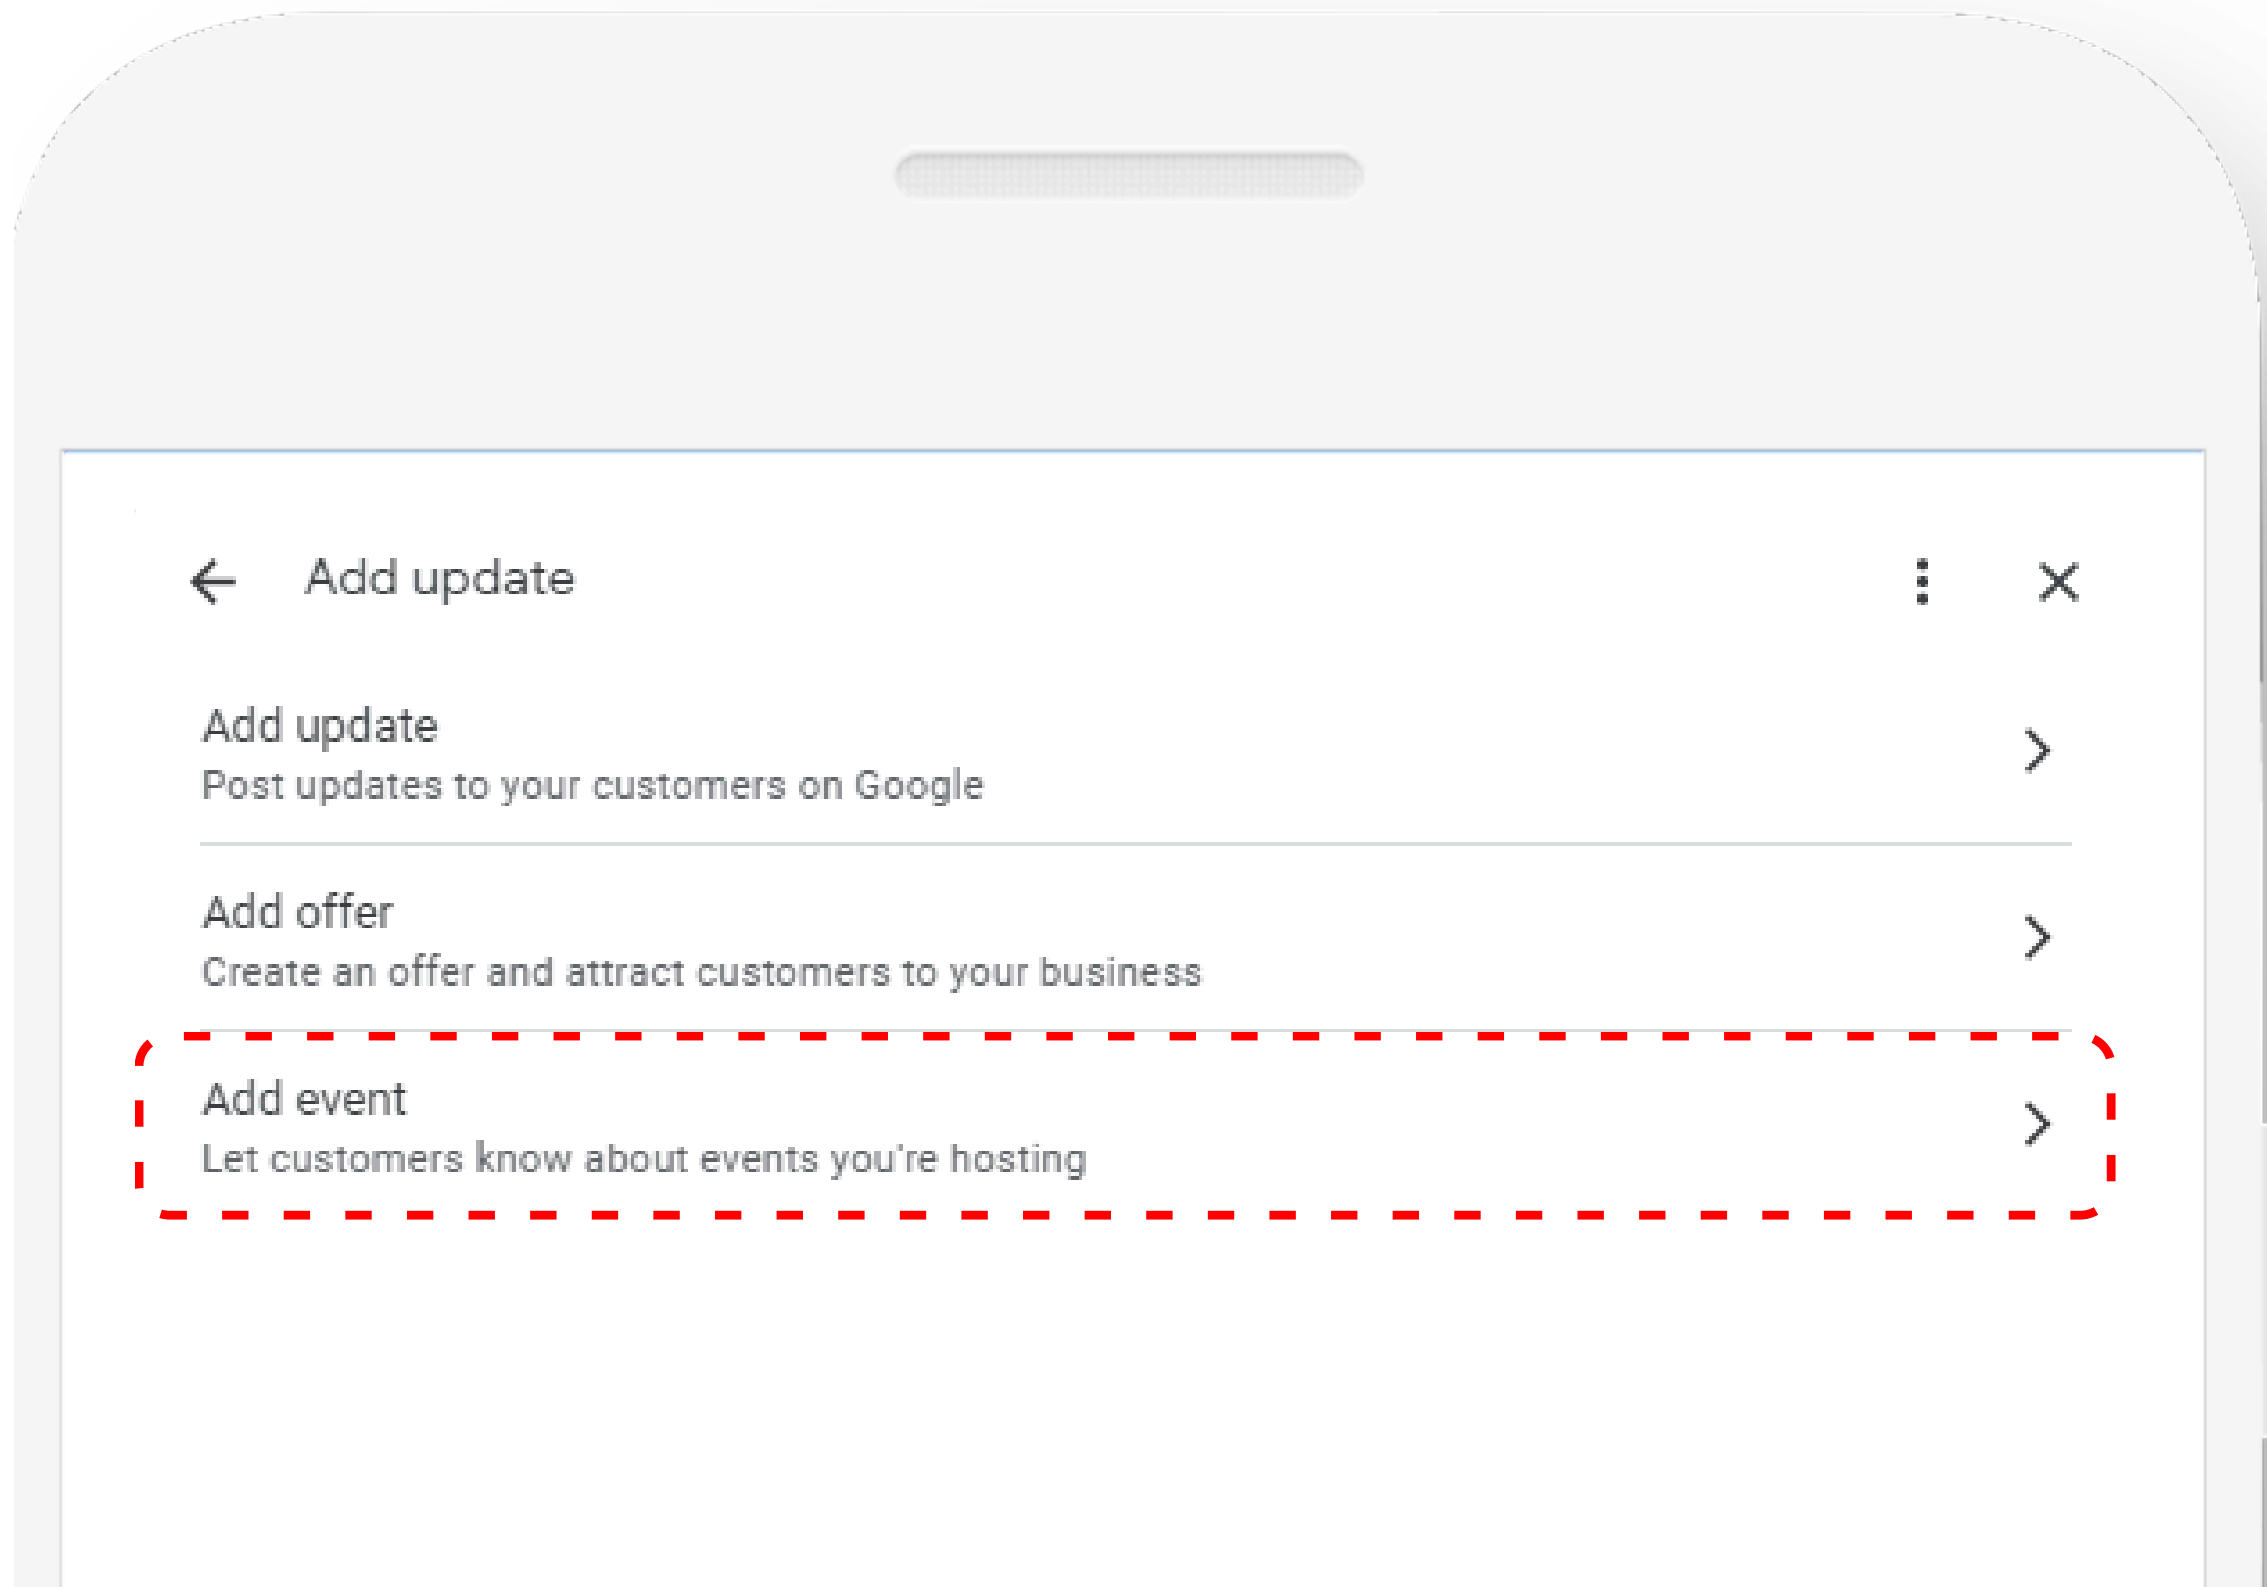 Add update
Add update
Post updates to your customers on Google
Add offer
Create an offer and attract customers to your business
Add event
Let customers know about events you're hosting